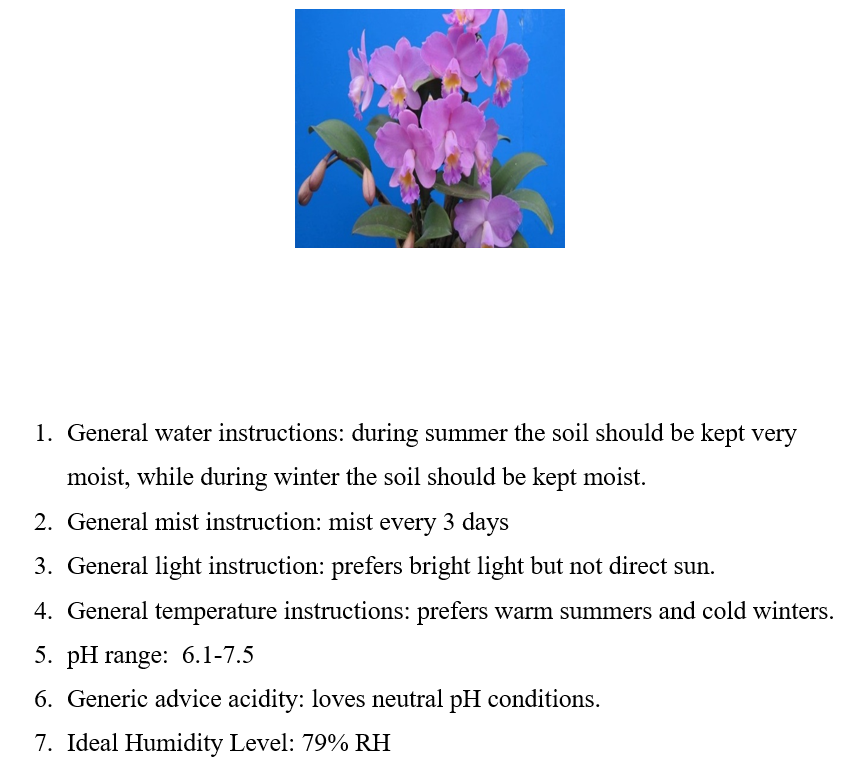 1. General water instructions: during summer the soil should be kept very
moist, while during winter the soil should be kept moist.
2. General mist instruction: mist every 3 days
3. General light instruction: prefers bright light but not direct sun.
4. General temperature instructions: prefers warm summers and cold winters.
5. pH range:  6.1-7.5
6. Generic advice acidity: loves neutral pH conditions.
7. Ideal Humidity Level: 79% RH